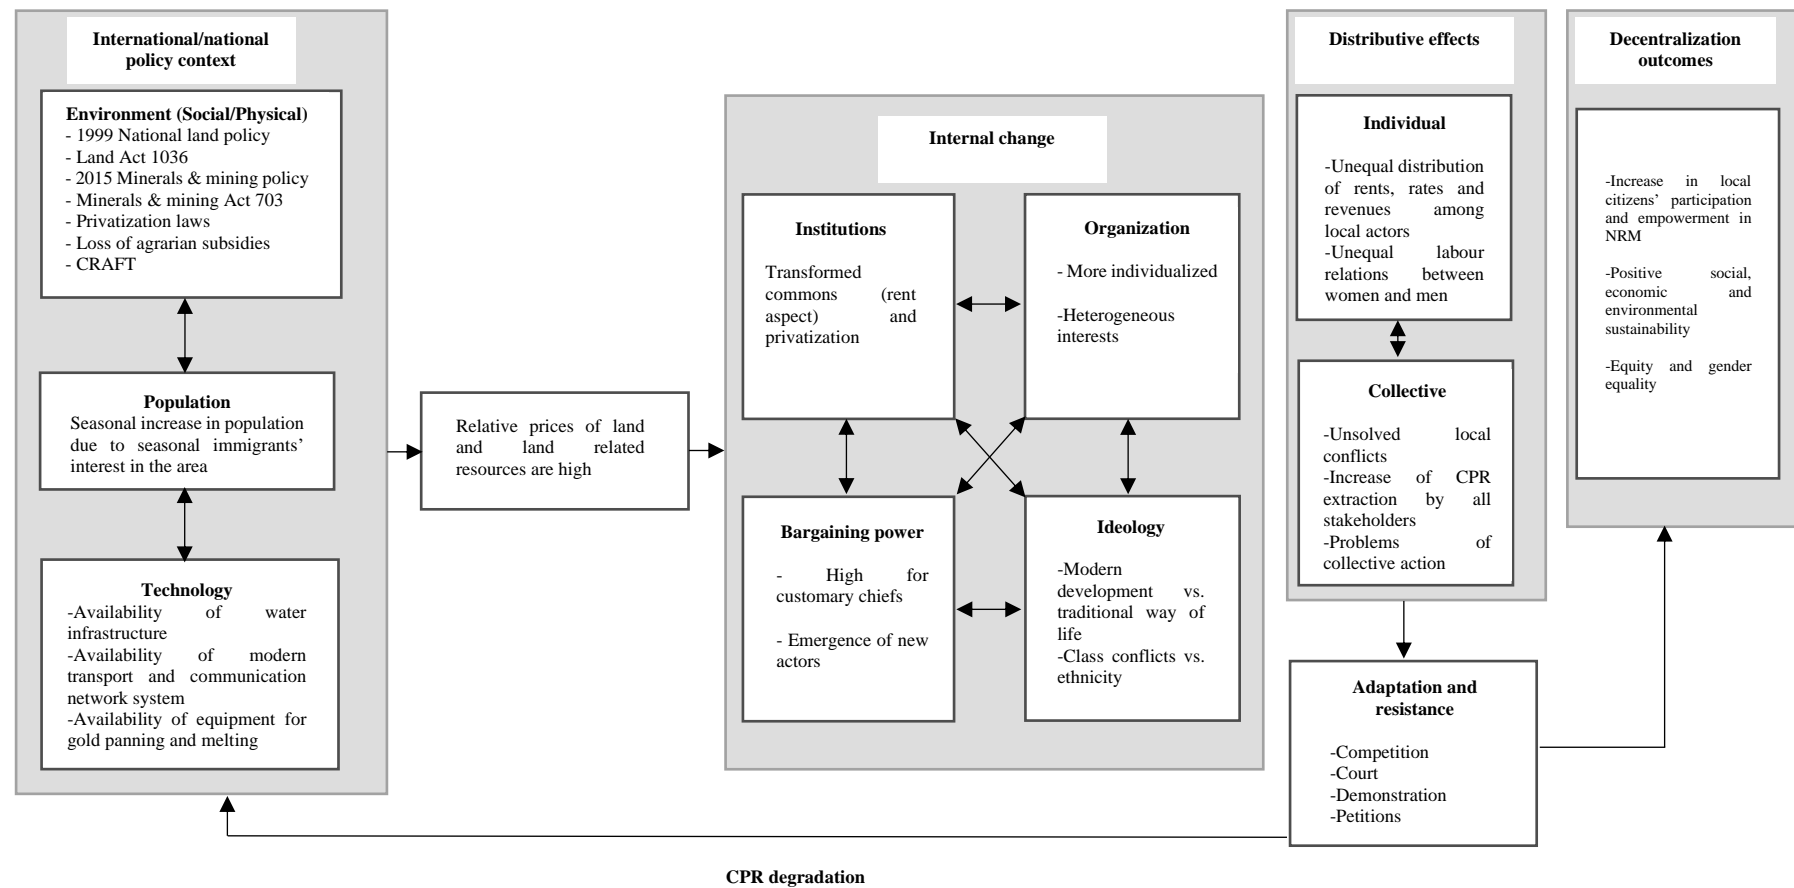 International/national
policy context
Environment (Social/Physical)
- 1999 National land policy
- Land Act 1036
- 2015 Minerals & mining policy
- Minerals & mining Act 703
- Privatization laws
- Loss of agrarian subsidies
- CRAFT
Population
Seasonal increase in population
due to seasonal immigrants’
interest in the area
Technology
-Availability of water
infrastructure
-Availability of modern
transport and communication
network system
-Availability of equipment for
gold panning and melting
Relative prices of land
and land related
resources are high
Internal change
Institutions
Transformed
commons (rent
aspect) and
privatization
Organization
- More individualized
-Heterogeneous
interests
Bargaining power
- High for
customary chiefs
- Emergence of new
actors
Ideology
-Modern
development vs.
traditional way of
life
-Class conflicts vs.
ethnicity
Distributive effects
Individual
-Unequal distribution
of rents, rates and
revenues among
local actors
-Unequal labour
relations between
women and men
Collective
-Unsolved local
conflicts
-Increase of CPR
extraction by all
stakeholders
-Problems of
collective action
Adaptation and
resistance
-Competition
-Court
-Demonstration
-Petitions
Decentralization
outcomes
-Increase in local
citizens’ participation
and empowerment in
NRM
-Positive social,
economic and
environmental
sustainability
-Equity and gender
equality
CPR degradation